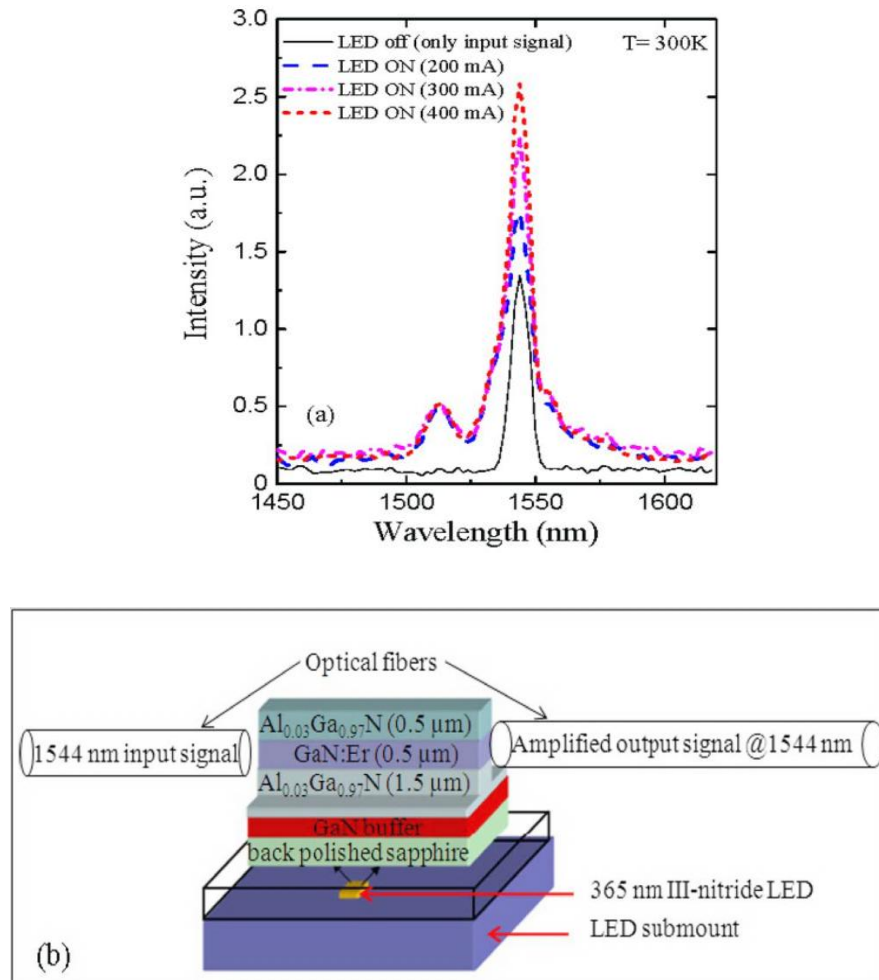 3.0
LED off (only input signal)
T= 300K
LED ON (200 mA)
2.5
LED ON (300 mA)
LED ON (400 mA)
2.0
Intensity (a.u.)
1.5
1.0
(a)
0.5
0
1450
1500
1550
1600
Wavelength (nm)
Optical fibers
Al0.03Ga0.97N (0.5 µm)
1544 nm input signal
GaN:Er (0.5 µm)
Amplified output signal @1544 nm
Al0.03Ga0.97N (1.5 µm)
GaN buffer
back polished sapphire
365 nm III-nitride LED
LED submount
(b)